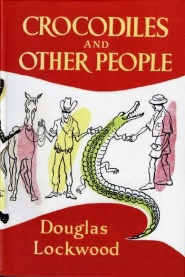 CROCODILES
AND
OTHER PEOPLE
Douglas
Lockwood